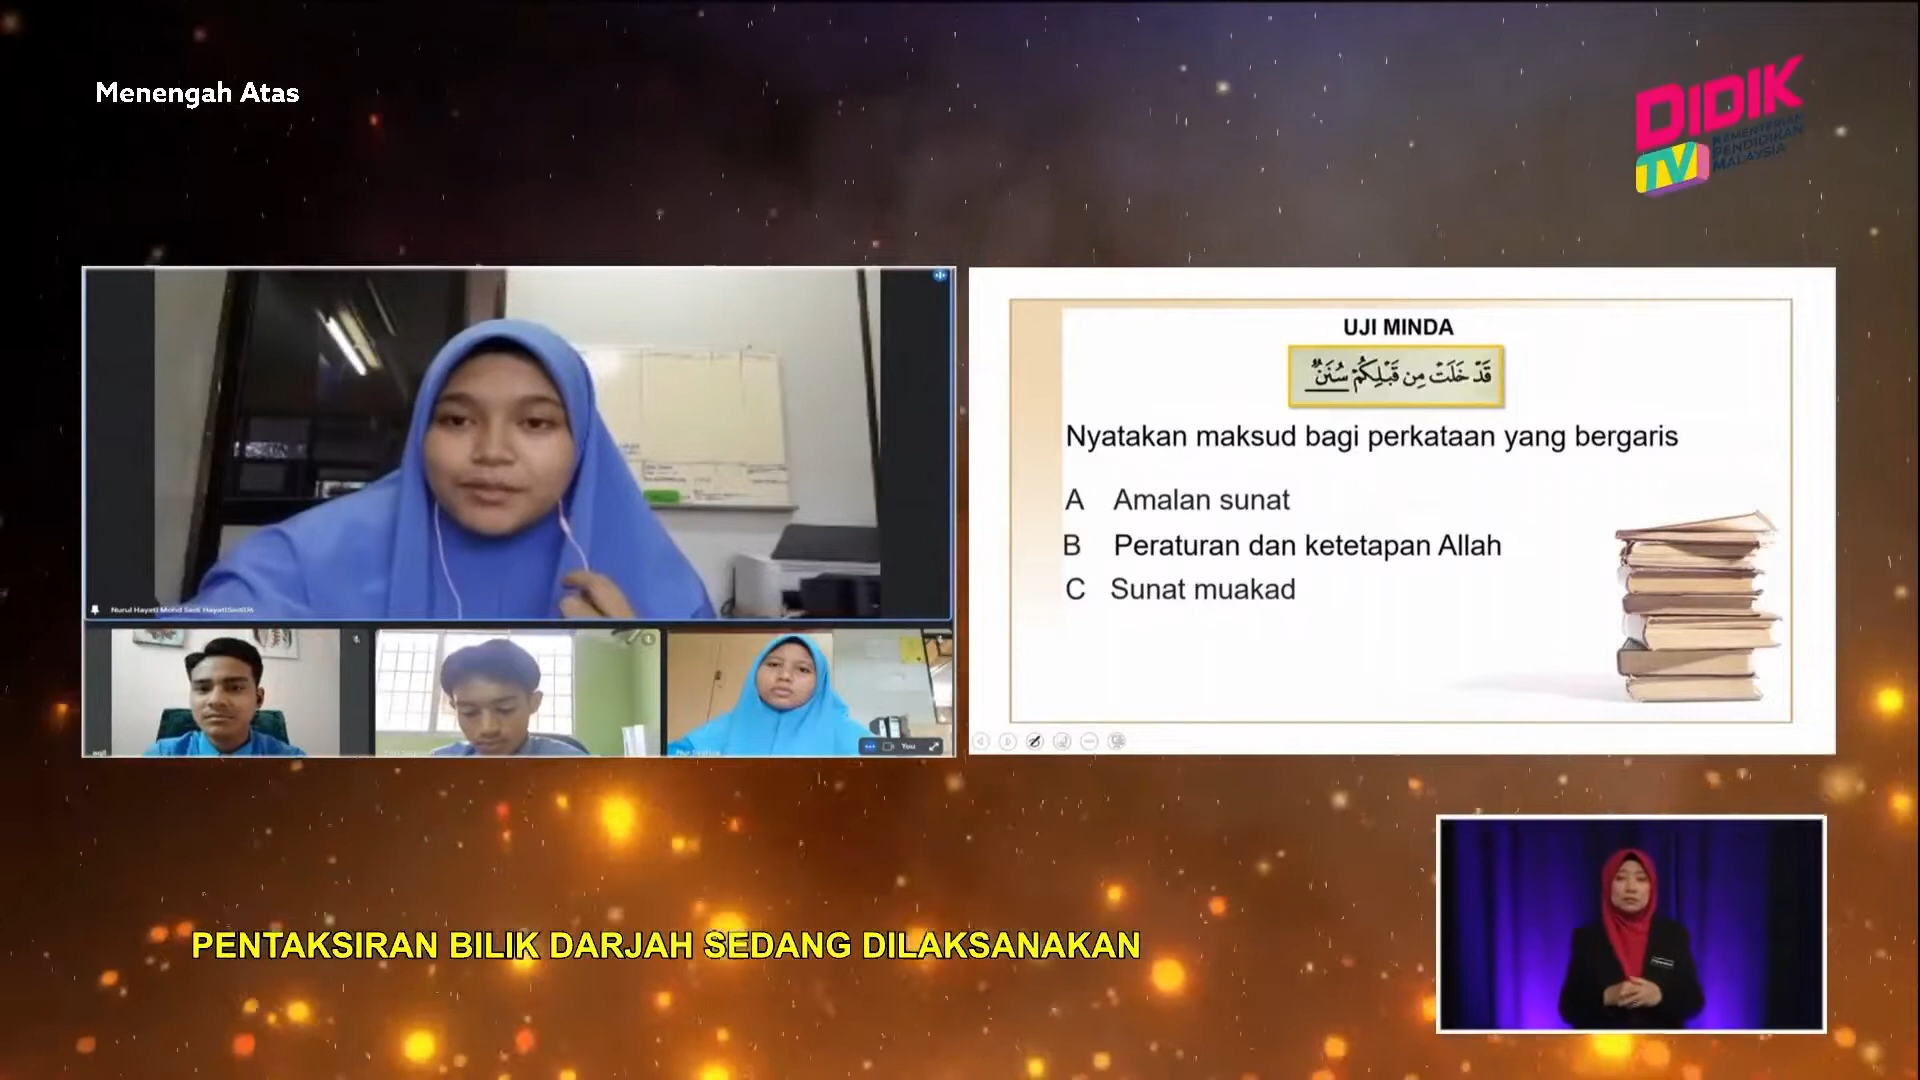 Menengah Atas
DIDIK
TV
KEMENTERIAN
PENDIDIKAN
MALAYSIA
UJI MINDA
قَدْ خَلَتْ مِن قَبْلِكُمْ سُنَنٌ
Nyatakan maksud bagi perkataan yang bergaris
A Amalan sunat
B Peraturan dan ketetapan Allah
C Sunat muakad
You
PENTAKSIRAN BILIK DARJAH SEDANG DILAKSANAKAN